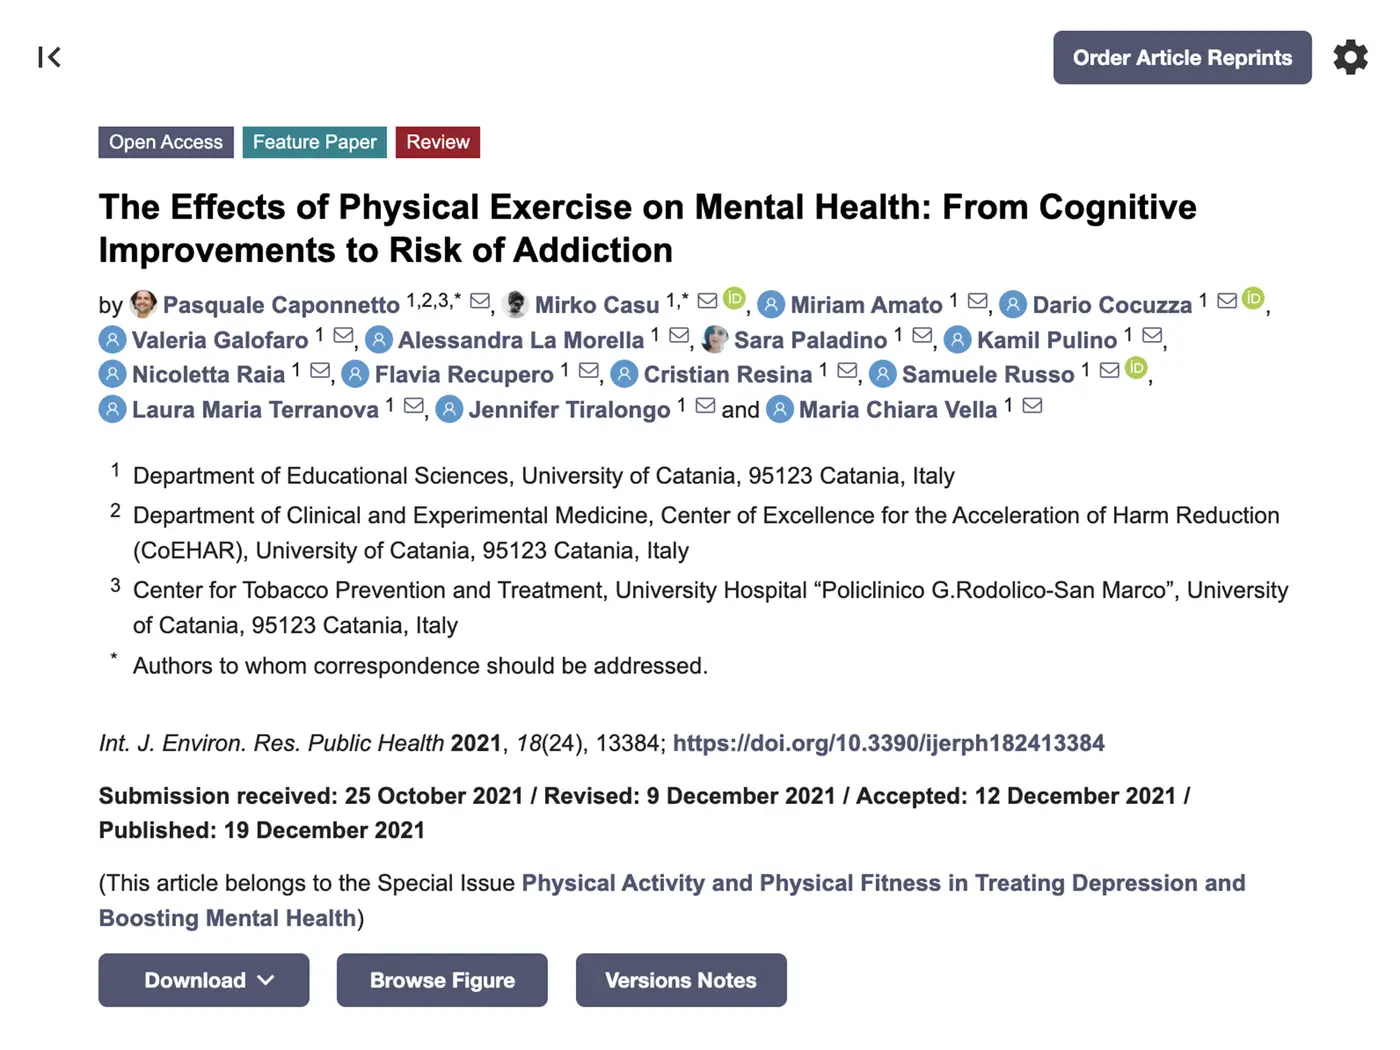 Order Article Reprints
Open Access Feature Paper Review
The Effects of Physical Exercise on Mental Health: From Cognitive
Improvements to Risk of Addiction
by Pasquale Caponnetto 1,2,3,* , Mirko Casu 1,* iD , Miriam Amato 1 , Dario Cocuzza 1 iD ,
Valeria Galofaro 1 , Alessandra La Morella 1 , Sara Paladino 1 , Kamil Pulino 1 ,
Nicoletta Raia 1 , Flavia Recupero 1 , Cristian Resina 1 , Samuele Russo 1 iD ,
Laura Maria Terranova 1 , Jennifer Tiralongo 1 and Maria Chiara Vella 1
1 Department of Educational Sciences, University of Catania, 95123 Catania, Italy
2 Department of Clinical and Experimental Medicine, Center of Excellence for the Acceleration of Harm Reduction
(CoEHAR), University of Catania, 95123 Catania, Italy
3 Center for Tobacco Prevention and Treatment, University Hospital “Policlinico G.Rodolico-San Marco”, University
of Catania, 95123 Catania, Italy
* Authors to whom correspondence should be addressed.
Int. J. Environ. Res. Public Health 2021, 18(24), 13384; https://doi.org/10.3390/ijerph182413384
Submission received: 25 October 2021 / Revised: 9 December 2021 / Accepted: 12 December 2021 /
Published: 19 December 2021
(This article belongs to the Special Issue Physical Activity and Physical Fitness in Treating Depression and
Boosting Mental Health)
Download Browse Figure Versions Notes